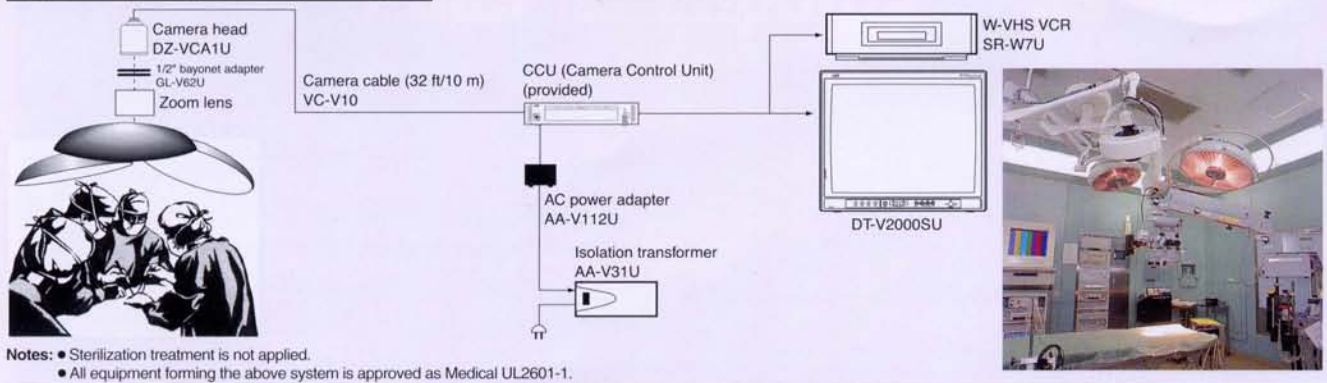 Camera head
DZ-VCA1U
1/2" bayonet adapter
GL-V62U
Zoom lens
Camera cable (32 ft/10 m)
VC-V10
CCU (Camera Control Unit)
(provided)
AC power adapter
AA-V112U
Isolation transformer
AA-V31U
W-VHS VCR
SR-W7U
DT-V2000SU
Notes: ● Sterilization treatment is not applied.
● All equipment forming the above system is approved as Medical UL2601-1.